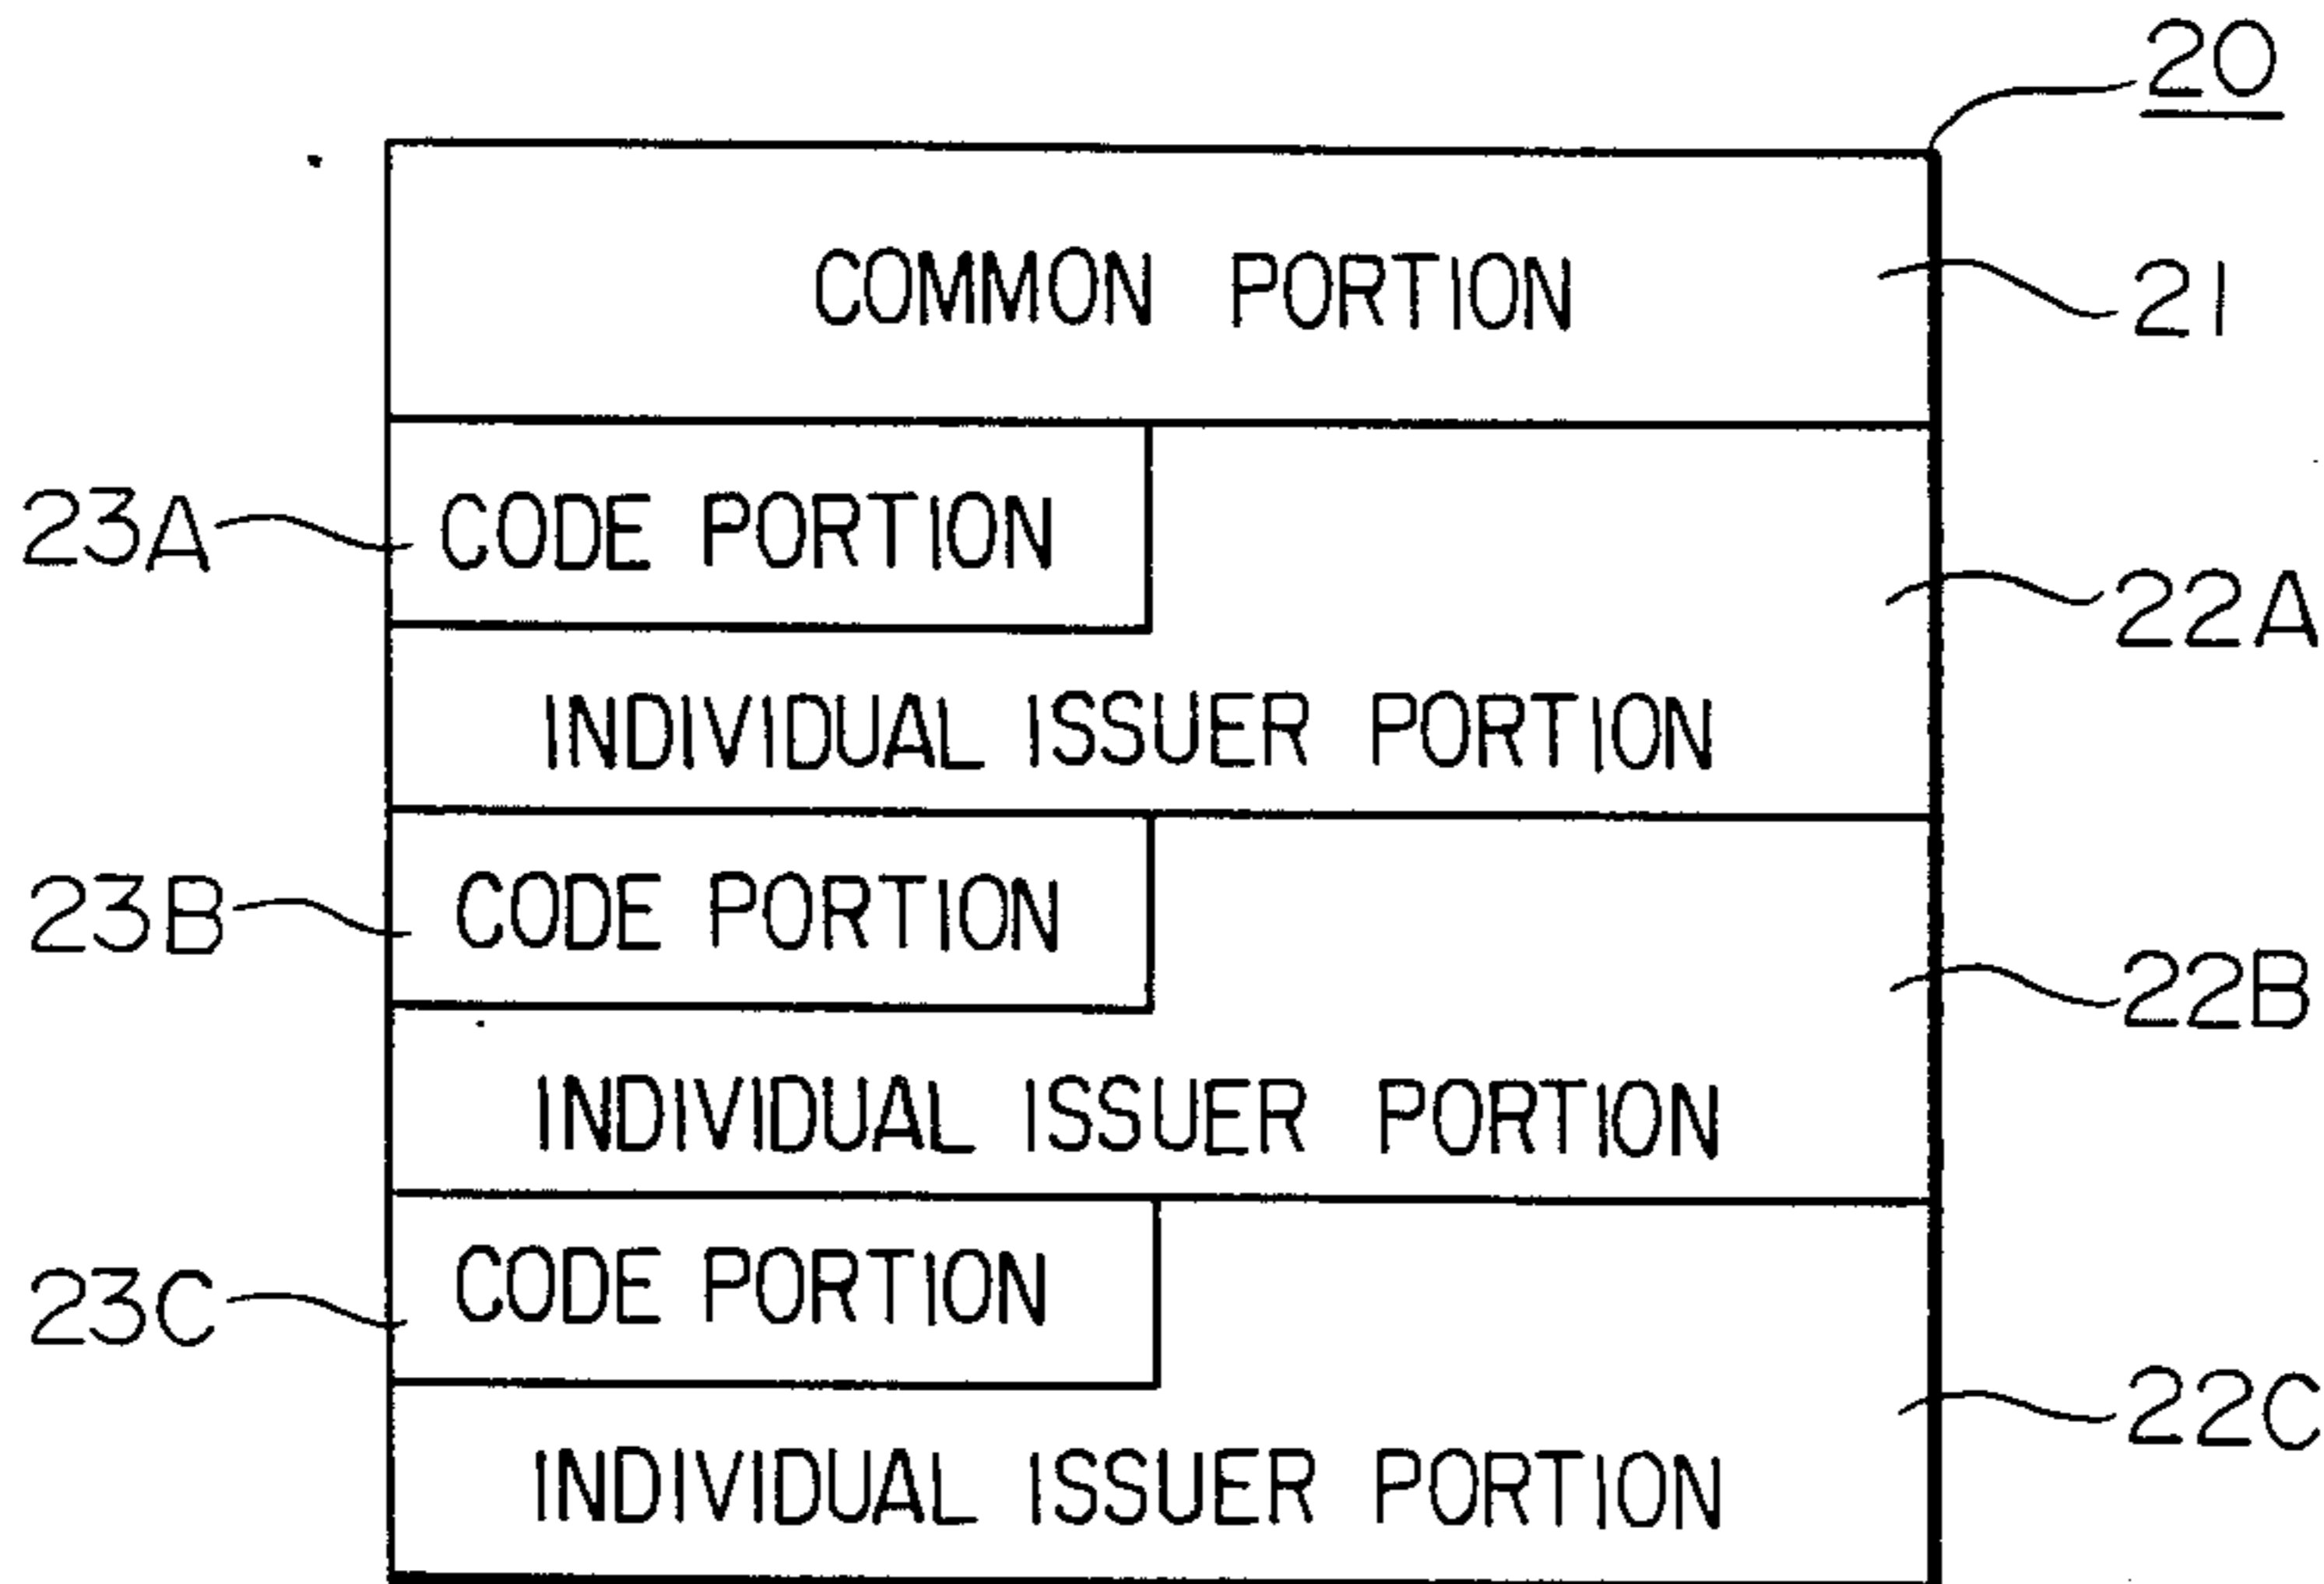 20
COMMON PORTION
21
23A
CODE PORTION
22A
INDIVIDUAL ISSUER PORTION
23B
CODE PORTION
22B
INDIVIDUAL ISSUER PORTION
23C
CODE PORTION
22C
INDIVIDUAL ISSUER PORTION